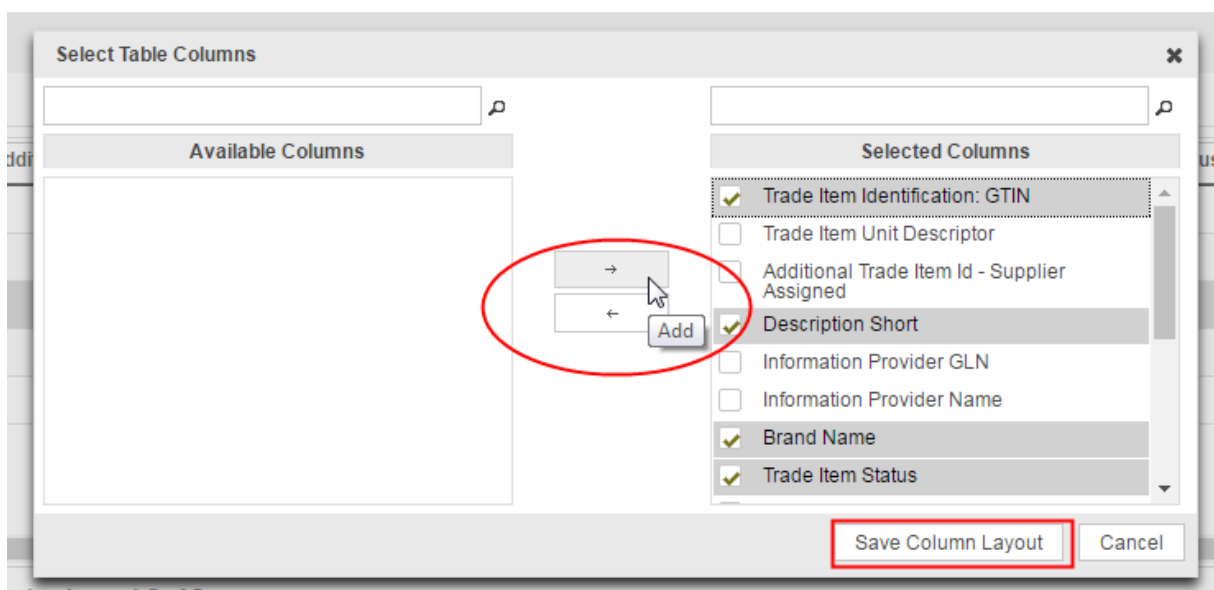 Select Table Columns
Available Columns
Selected Columns
Trade Item Identification: GTIN
Trade Item Unit Descriptor
Additional Trade Item Id - Supplier
Assigned
→
←
Add
Description Short
Information Provider GLN
Information Provider Name
Brand Name
Trade Item Status
Save Column Layout
Cancel